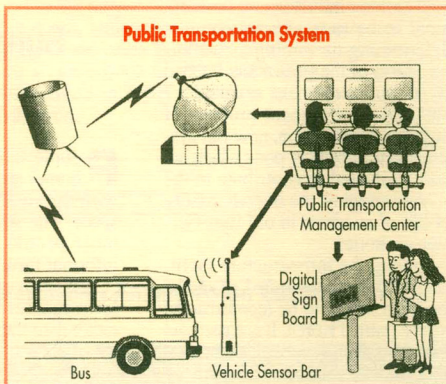 Public Transportation System
Public Transportation
Management Center
Digital
Sign
Board
Bus
Vehicle Sensor Bar